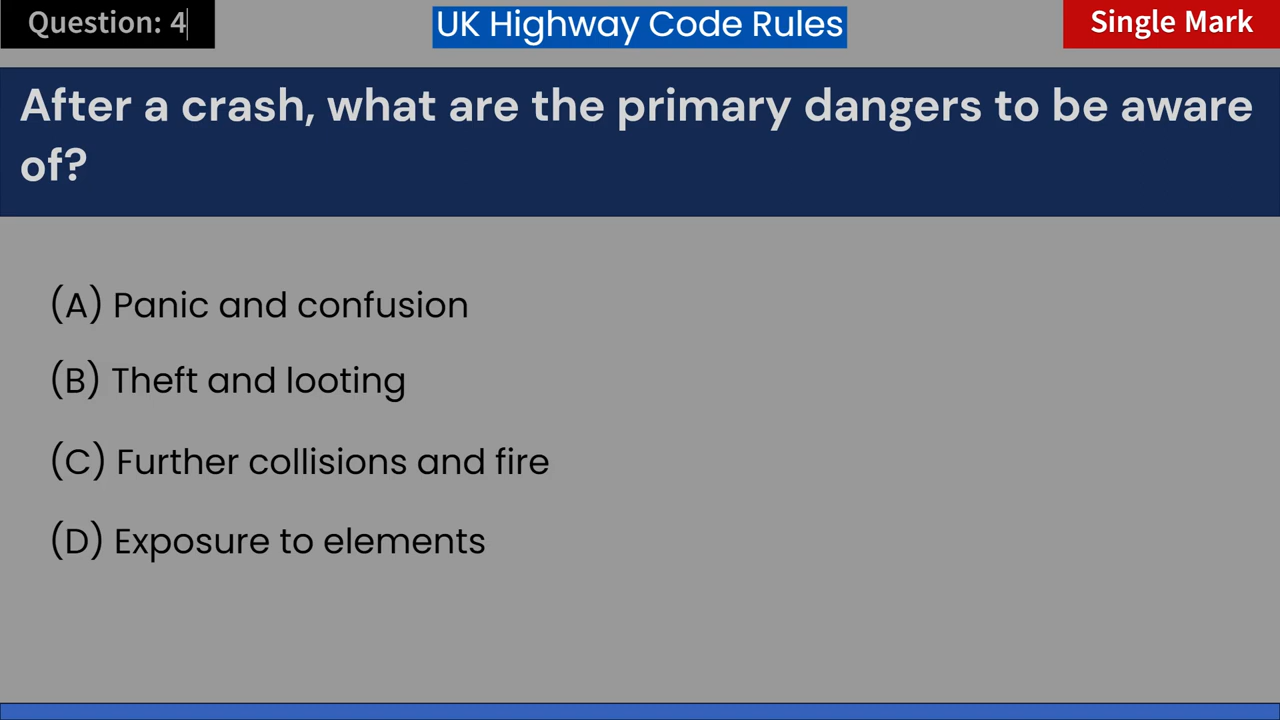 Question: 4
UK Highway Code Rules
Single Mark
After a crash, what are the primary dangers to be aware
of?
(A) Panic and confusion
(B) Theft and looting
(C) Further collisions and fire
(D) Exposure to elements